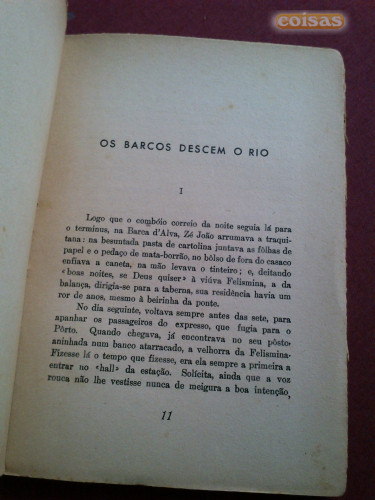 coisas
OS BARCOS DESCEM O RIO
I
Logo que o combóio correio da noite seguia lá para
o terminus, na Barca d'Alva, Zé João arrumava a traqui-
tana: na besuntada pasta de cartolina juntava as fôlhas de
papel e o pedaço de mata-borrão, no bôlso de fora do casaco
enfiava a caneta, na mão levava o tinteiro; e, deitando
as «boas noites, se Deus quiser» à viúva Felismina, a da
balança, dirigia-se para a taberna, sua residência havia um
ror de anos, mesmo à beirinha da ponte.
No dia seguinte, voltava sempre antes das sete, para
apanhar os passageiros do expresso, que fugia para o
Pôrto. Quando chegava, já encontrava no seu pôsto-
aninhada num banco atarracado, a velhorra da Felismina-
Fizesse lá o tempo que fizesse, era ela sempre a primeira a
entrar no «hall» da estação. Solícita, ainda que a voz
rouca não lhe vestisse nunca de meigura a boa intenção,
11